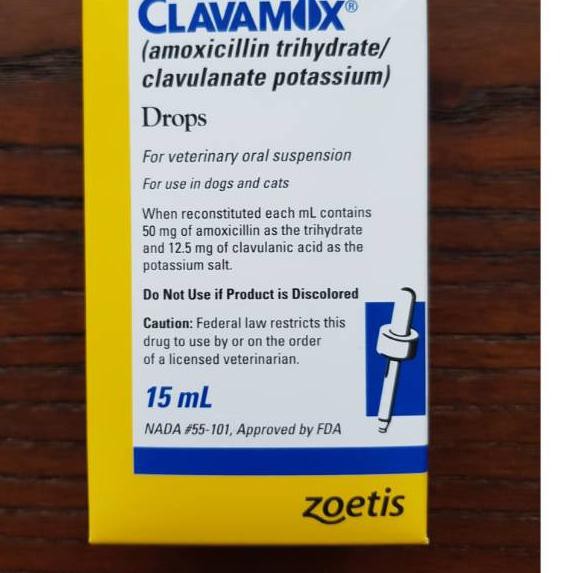 CLAVAMOX®
(amoxicillin trihydrate/
clavulanate potassium)
Drops
For veterinary oral suspension
For use in dogs and cats
When reconstituted each mL contains
50 mg of amoxicillin as the trihydrate
and 12.5 mg of clavulanic acid as the
potassium salt.
Do Not Use if Product is Discolored
Caution: Federal law restricts this
drug to use by or on the order
of a licensed veterinarian.
15 mL
NADA #55-101, Approved by FDA
zoetis